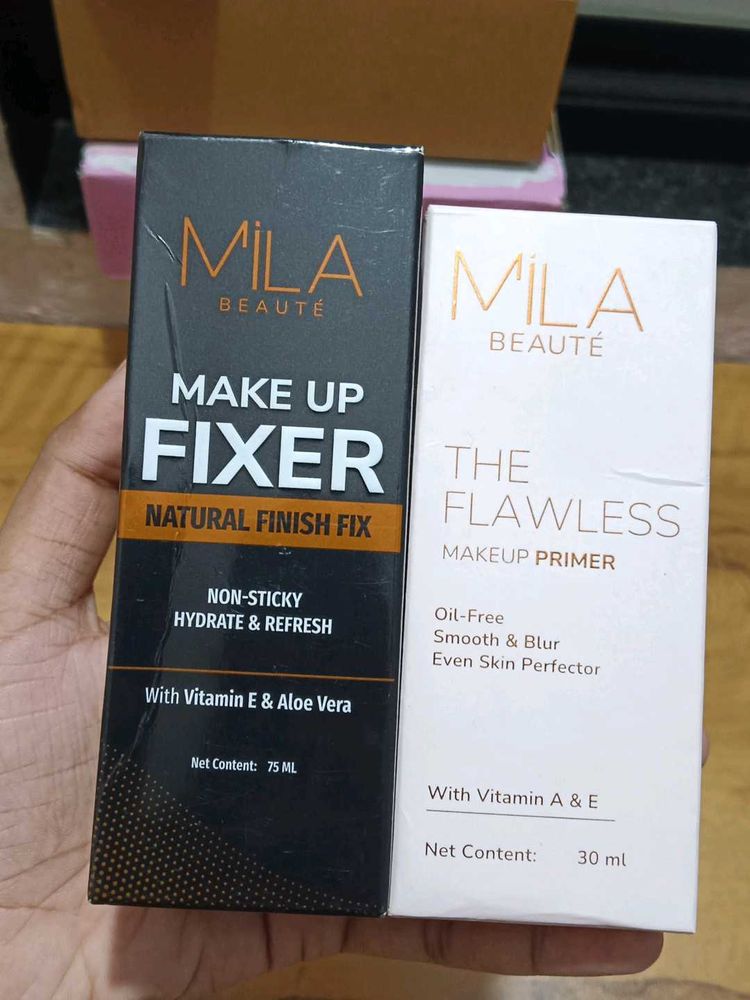 MiLA
BEAUTÉ
MAKE UP
FIXER
NATURAL FINISH FIX
NON-STICKY
HYDRATE & REFRESH
With Vitamin E & Aloe Vera
Net Content: 75 ML
MiLA
BEAUTÉ
THE
FLAWLESS
MAKEUP PRIMER
Oil-Free
Smooth & Blur
Even Skin Perfector
With Vitamin A & E
Net Content: 30 ml